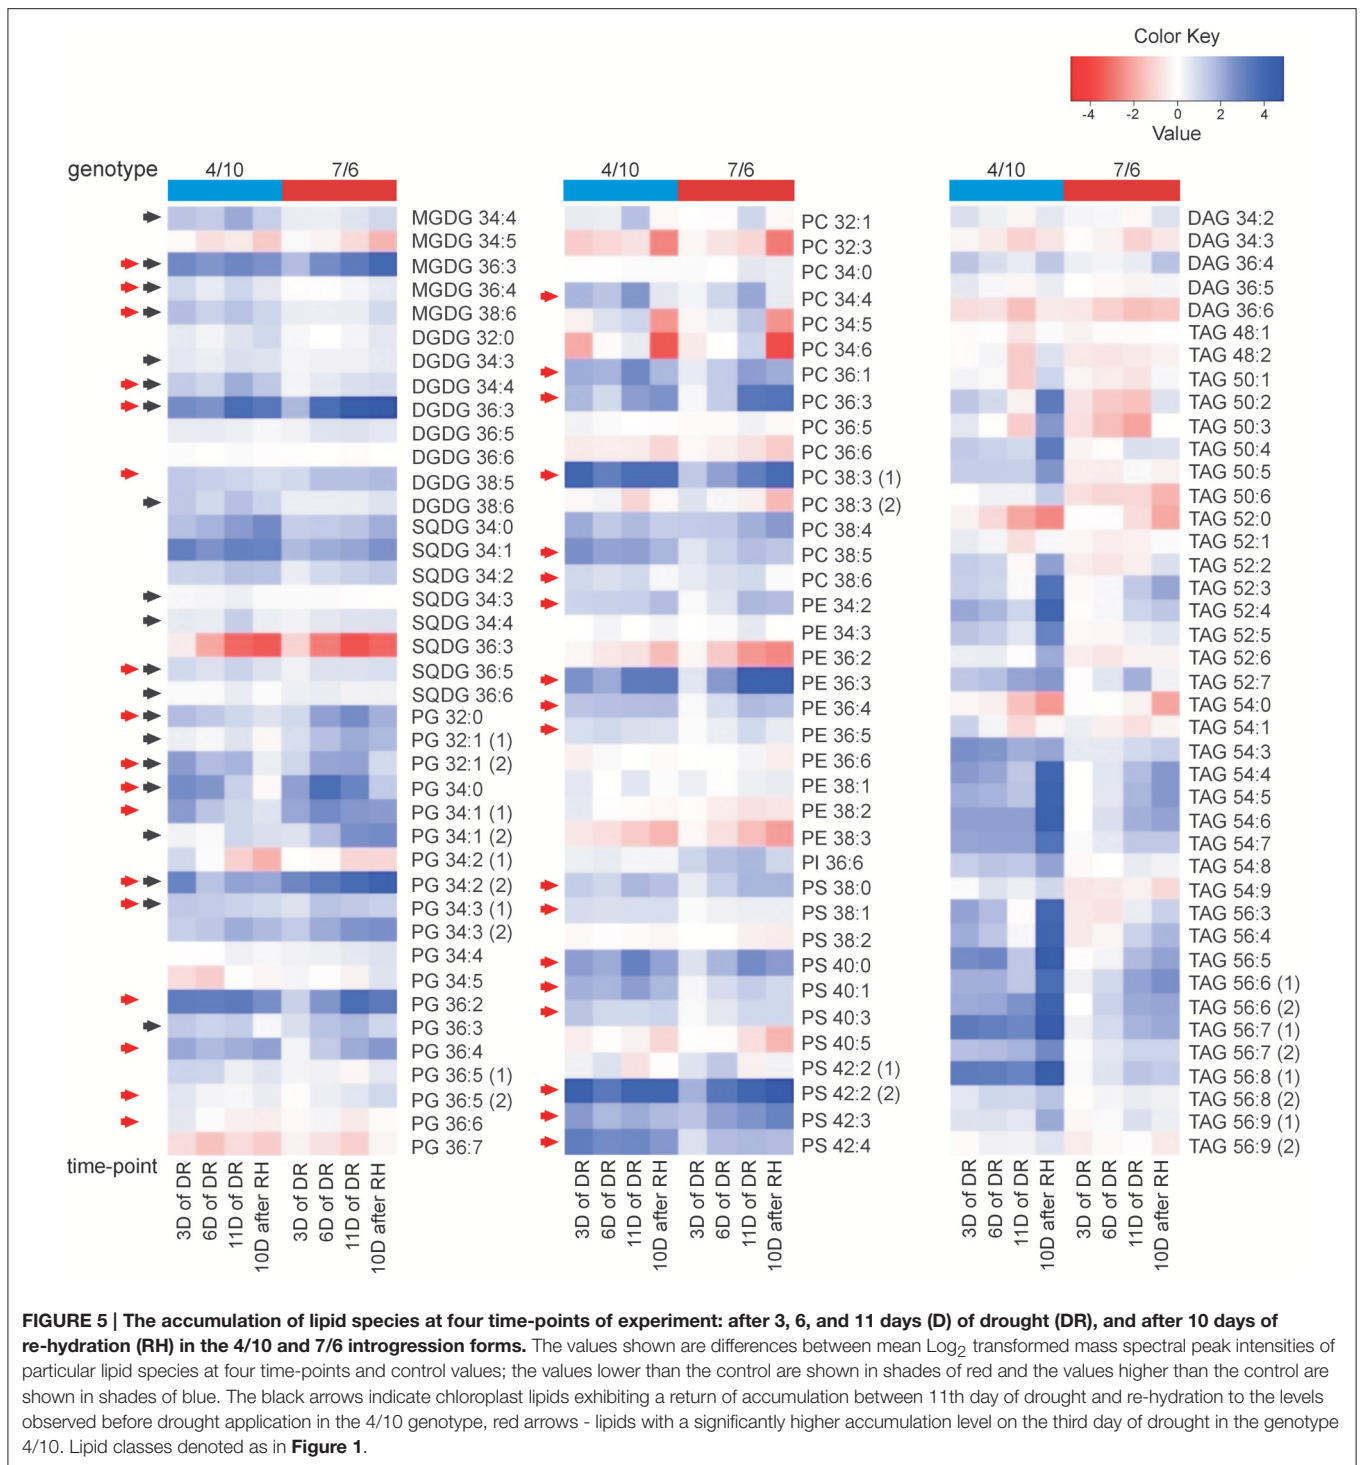 Color Key
-4 -2 0 2 4
Value
genotype 4/10 7/6
MGDG 34:4
MGDG 34:5
MGDG 36:3
MGDG 36:4
MGDG 38:6
DGDG 32:0
DGDG 34:3
DGDG 34:4
DGDG 36:3
DGDG 36:5
DGDG 36:6
DGDG 38:5
DGDG 38:6
SQDG 34:0
SQDG 34:1
SQDG 34:2
SQDG 34:3
SQDG 34:4
SQDG 36:3
SQDG 36:5
SQDG 36:6
PG 32:0
PG 32:1 (1)
PG 32:1 (2)
PG 34:0
PG 34:1 (1)
PG 34:1 (2)
PG 34:2 (1)
PG 34:2 (2)
PG 34:3 (1)
PG 34:3 (2)
PG 34:4
PG 34:5
PG 36:2
PG 36:3
PG 36:4
PG 36:5 (1)
PG 36:5 (2)
PG 36:6
PG 36:7
time-point
3D of DR
6D of DR
11D of DR
10D after RH
3D of DR
6D of DR
11D of DR
10D after RH
4/10 7/6
PC 32:1
PC 32:3
PC 34:0
PC 34:4
PC 34:5
PC 34:6
PC 36:1
PC 36:3
PC 36:5
PC 36:6
PC 38:3 (1)
PC 38:3 (2)
PC 38:4
PC 38:5
PC 38:6
PE 34:2
PE 34:3
PE 36:2
PE 36:3
PE 36:4
PE 36:5
PE 36:6
PE 38:1
PE 38:2
PE 38:3
PI 36:6
PS 38:0
PS 38:1
PS 38:2
PS 40:0
PS 40:1
PS 40:3
PS 40:5
PS 42:2 (1)
PS 42:2 (2)
PS 42:3
PS 42:4
3D of DR
6D of DR
11D of DR
10D after RH
3D of DR
6D of DR
11D of DR
10D after RH
4/10 7/6
DAG 34:2
DAG 34:3
DAG 36:4
DAG 36:5
DAG 36:6
TAG 48:1
TAG 48:2
TAG 50:1
TAG 50:2
TAG 50:3
TAG 50:4
TAG 50:5
TAG 50:6
TAG 52:0
TAG 52:1
TAG 52:2
TAG 52:3
TAG 52:4
TAG 52:5
TAG 52:6
TAG 52:7
TAG 54:0
TAG 54:1
TAG 54:3
TAG 54:4
TAG 54:5
TAG 54:6
TAG 54:7
TAG 54:8
TAG 54:9
TAG 56:3
TAG 56:4
TAG 56:5
TAG 56:6 (1)
TAG 56:6 (2)
TAG 56:7 (1)
TAG 56:7 (2)
TAG 56:8 (1)
TAG 56:8 (2)
TAG 56:9 (1)
TAG 56:9 (2)
3D of DR
6D of DR
11D of DR
10D after RH
3D of DR
6D of DR
11D of DR
10D after RH
FIGURE 5 | The accumulation of lipid species at four time-points of experiment: after 3, 6, and 11 days (D) of drought (DR), and after 10 days of
re-hydration (RH) in the 4/10 and 7/6 introgression forms. The values shown are differences between mean Log₂ transformed mass spectral peak intensities of
particular lipid species at four time-points and control values; the values lower than the control are shown in shades of red and the values higher than the control are
shown in shades of blue. The black arrows indicate chloroplast lipids exhibiting a return of accumulation between 11th day of drought and re-hydration to the levels
observed before drought application in the 4/10 genotype, red arrows - lipids with a significantly higher accumulation level on the third day of drought in the genotype
4/10. Lipid classes denoted as in Figure 1.